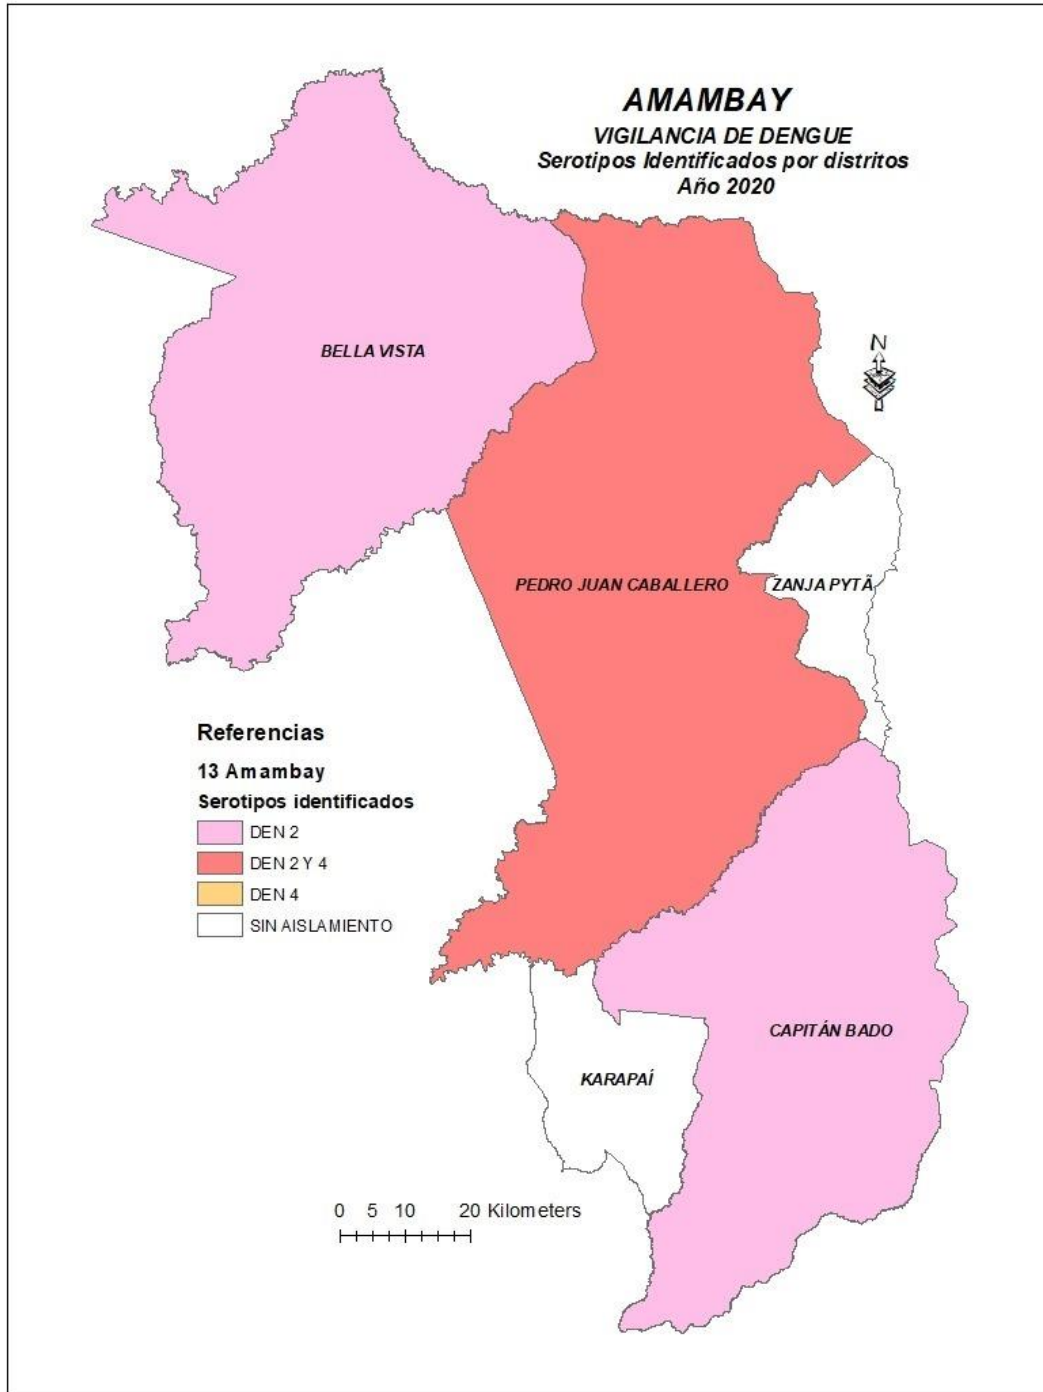 AMAMBAY
VIGILANCIA DE DENGUE
Serotipos Identificados por distritos
Año 2020
N
BELLA VISTA
PEDRO JUAN CABALLERO
ZANJA PYTÃ
Referencias
13 Amambay
Serotipos identificados
DEN 2
DEN 2 Y 4
DEN 4
SIN AISLAMIENTO
CAPITÁN BADO
KARAPAÍ
0 5 10 20 Kilometers